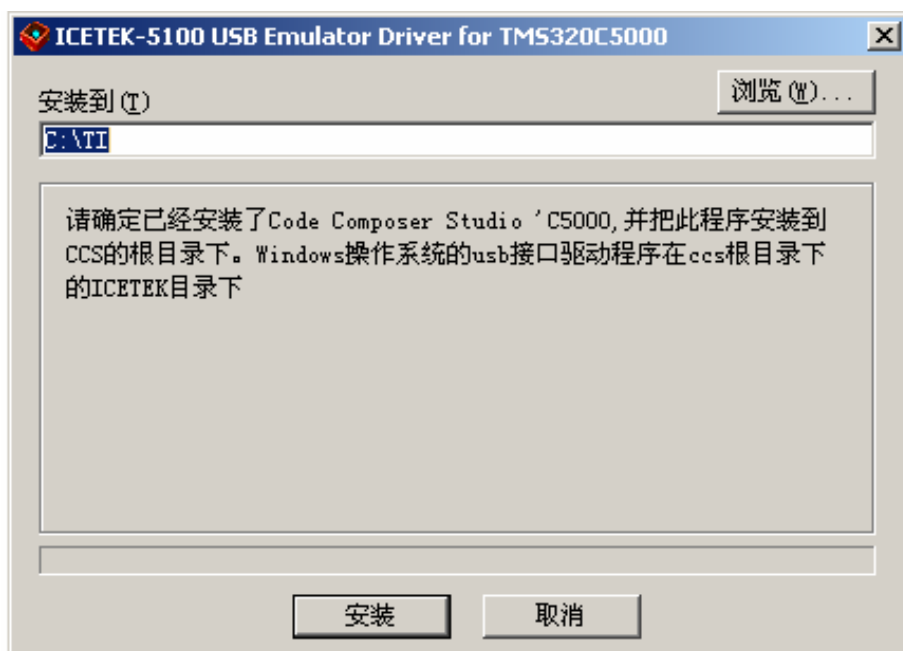 ICETEK-5100 USB Emulator Driver for TMS320C5000
安装到(T)
浏览(W)...
C:\TI
请确定已经安装了Code Composer Studio 'C5000,并把此程序安装到
CCS的根目录下。Windows操作系统的usb接口驱动程序在ccs根目录下
的ICETEK目录下
安装
取消